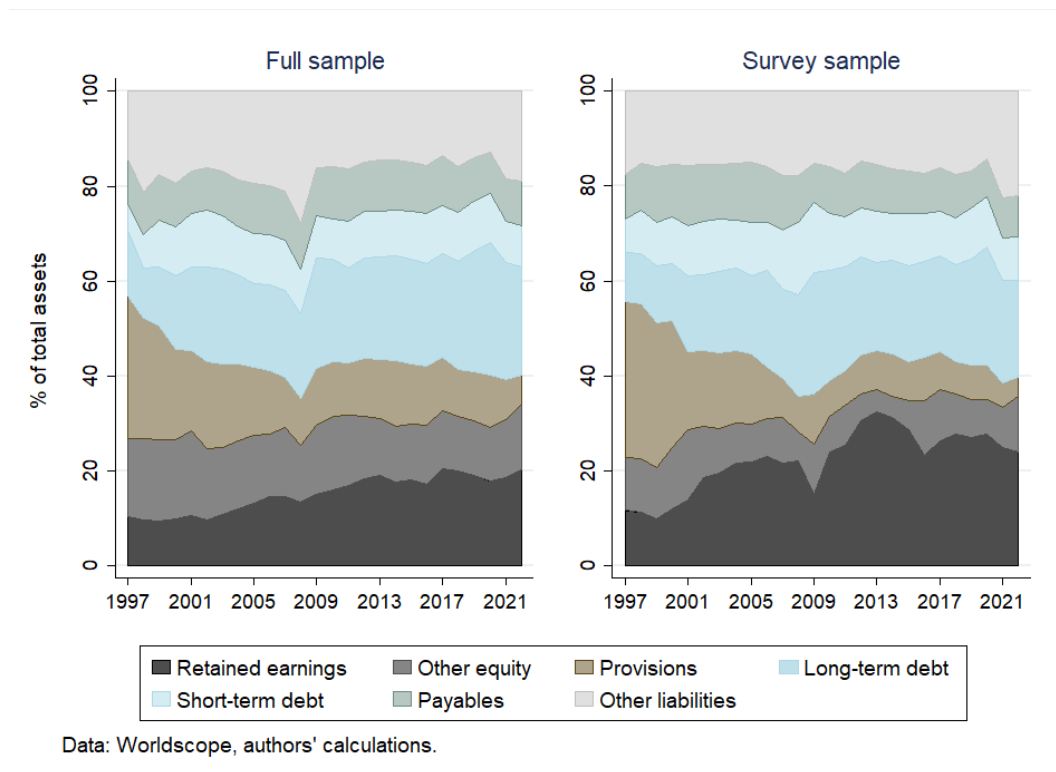 Full sample
Survey sample
% of total assets
100
80
60
40
20
0
1997 2001 2005 2009 2013 2017 2021
100
80
60
40
20
0
1997 2001 2005 2009 2013 2017 2021
Retained earnings Other equity Provisions Long-term debt
Short-term debt Payables Other liabilities
Data: Worldscope, authors' calculations.